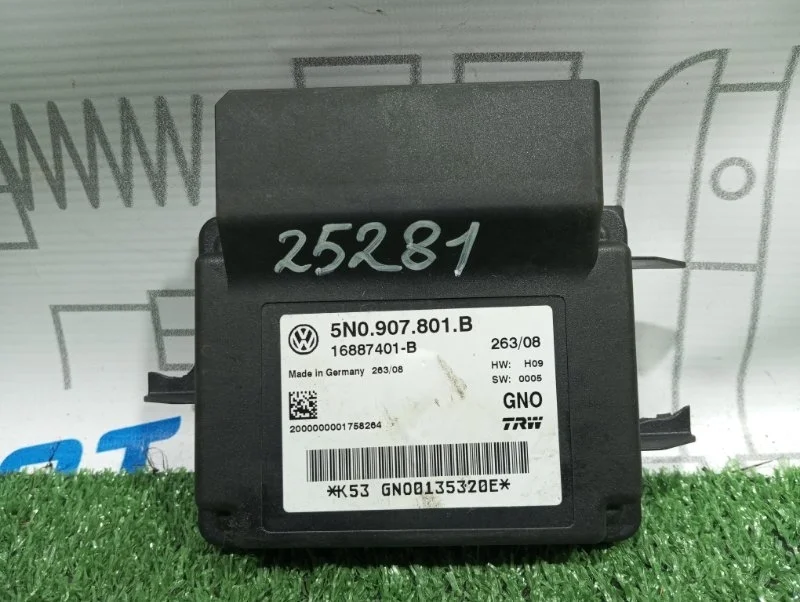 25281
5N0.907.801.B
16887401-B
263/08
Made in Germany 263/08
HW: H09
SW: 0005
GNO
2000000001758264
TRW
*K53 GNO0135320E*